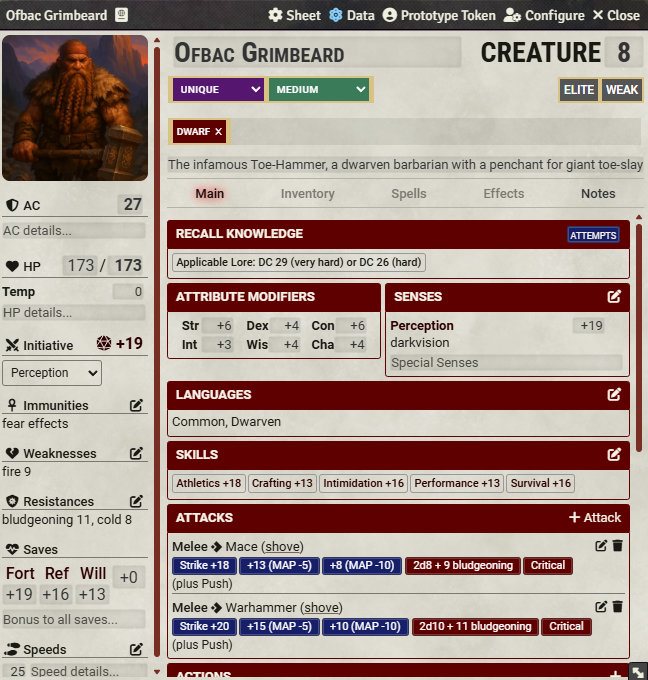 Ofbac Grimbeard Sheet Data Prototype Token Configure Close
OFBAC GRIMBEARD CREATURE 8
UNIQUE MEDIUM ELITE WEAK
DWARF ×
The infamous Toe-Hammer, a dwarven barbarian with a penchant for giant toe-slay
Main Inventory Spells Effects Notes
AC 27
AC details...
HP 173 / 173
Temp 0
HP details...
Initiative +19
Perception
Immunities
fear effects
Weaknesses
fire 9
Resistances
bludgeoning 11, cold 8
Saves
Fort Ref Will +0
+19 +16 +13
Bonus to all saves...
Speeds
25 Speed details...
RECALL KNOWLEDGE ATTEMPTS
Applicable Lore: DC 29 (very hard) or DC 26 (hard)
ATTRIBUTE MODIFIERS
Str +6 Dex +4 Con +6
Int +3 Wis +4 Cha +4
SENSES
Perception +19
darkvision
Special Senses
LANGUAGES
Common, Dwarven
SKILLS
Athletics +18 Crafting +13 Intimidation +16 Performance +13 Survival +16
ATTACKS + Attack
Melee Mace (shove)
Strike +18 +13 (MAP -5) +8 (MAP -10) 2d8 + 9 bludgeoning Critical
(plus Push)
Melee Warhammer (shove)
Strike +20 +15 (MAP -5) +10 (MAP -10) 2d10 + 11 bludgeoning Critical
(plus Push)
ACTIONS +